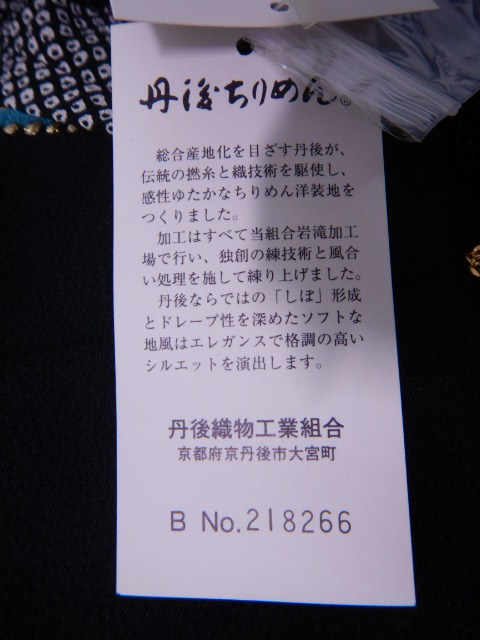 丹後ちりめん®
総合産地化を目ざす丹後が、
伝統の撚糸と織技術を駆使し、
感性ゆたかなちりめん洋装地を
つくりました。
加工はすべて当組合岩滝加工
場で行い、独創の練技術と風合
い処理を施して練り上げました。
丹後ならではの「しぼ」形成
とドレープ性を深めたソフトな
地風はエレガンスで格調の高い
シルエットを演出します。
丹後織物工業組合
京都府京丹後市大宮町
B No.218266